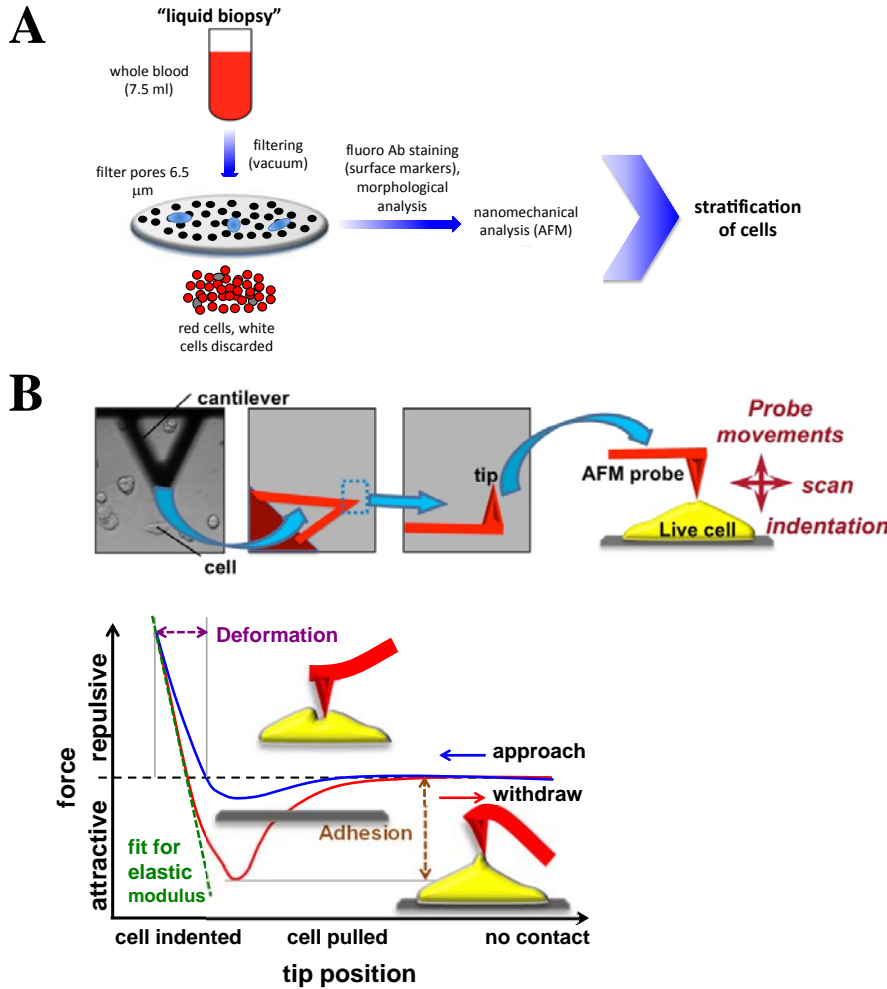 A
“liquid biopsy”
whole blood
(7.5 ml)
filtering
(vacuum)
filter pores 6.5
μm
fluoro Ab staining
(surface markers),
morphological
analysis
nanomechanical
analysis (AFM)
stratification
of cells
red cells, white
cells discarded
B
cantilever
cell
tip
AFM probe
Live cell
Probe
movements
scan
indentation
Deformation
approach
withdraw
Adhesion
fit for
elastic
modulus
force
repulsive
attractive
cell indented
cell pulled
no contact
tip position